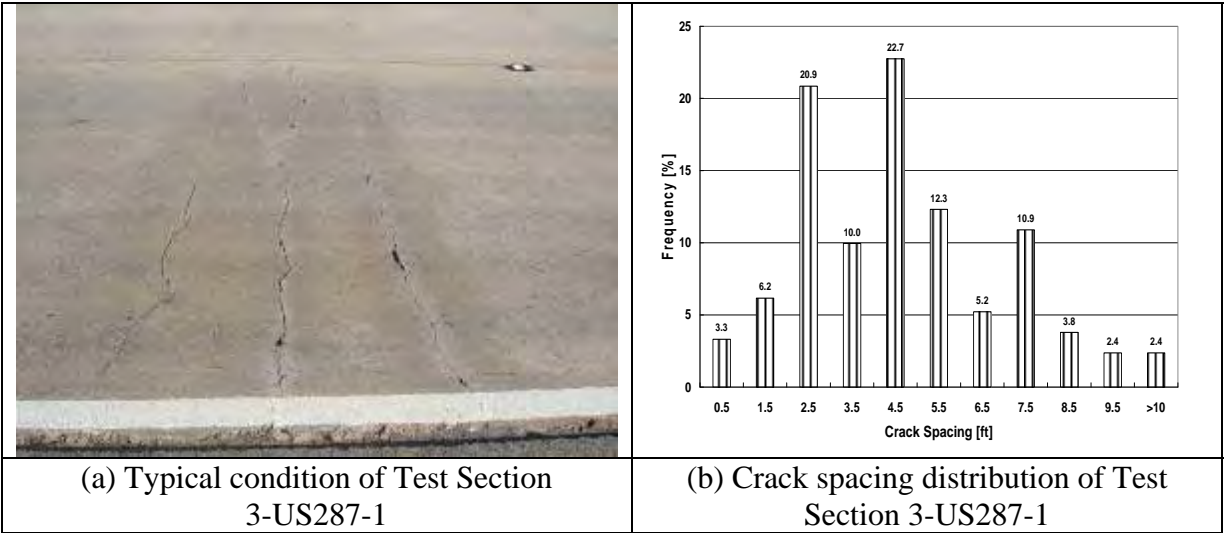 25
20
15
10
5
0
Frequency [%]
3.3
6.2
20.9
10.0
22.7
12.3
5.2
10.9
3.8
2.4
2.4
0.5 1.5 2.5 3.5 4.5 5.5 6.5 7.5 8.5 9.5 >10
Crack Spacing [ft]
(a) Typical condition of Test Section
3-US287-1
(b) Crack spacing distribution of Test
Section 3-US287-1